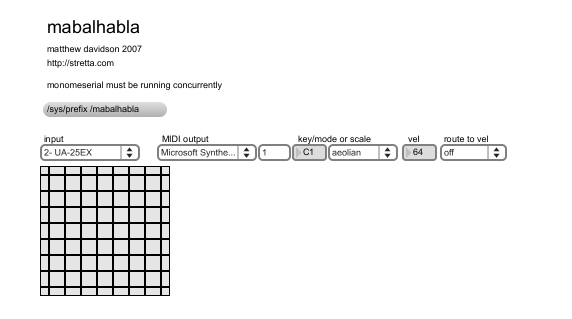 mabalhabla
matthew davidson 2007
http://stretta.com
monomeserial must be running concurrently
/sys/prefix /mabalhabla
input MIDI output key/mode or scale vel route to vel
2- UA-25EX Microsoft Synthe... 1 C1 aeolian 64 off